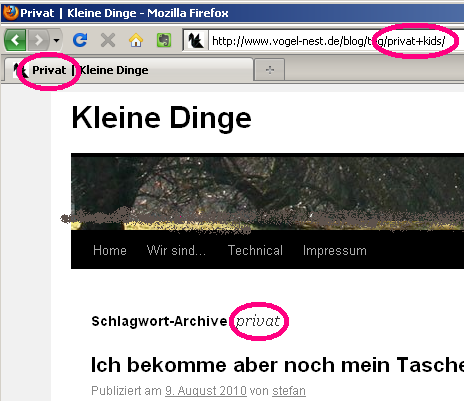 Privat | Kleine Dinge - Mozilla Firefox
http://www.vogel-nest.de/blog/tag/privat+kids/
Privat | Kleine Dinge
Kleine Dinge
Home Wir sind... Technical Impressum
Schlagwort-Archive privat
Ich bekomme aber noch mein Tasche
Publiziert am 9. August 2010 von stefan